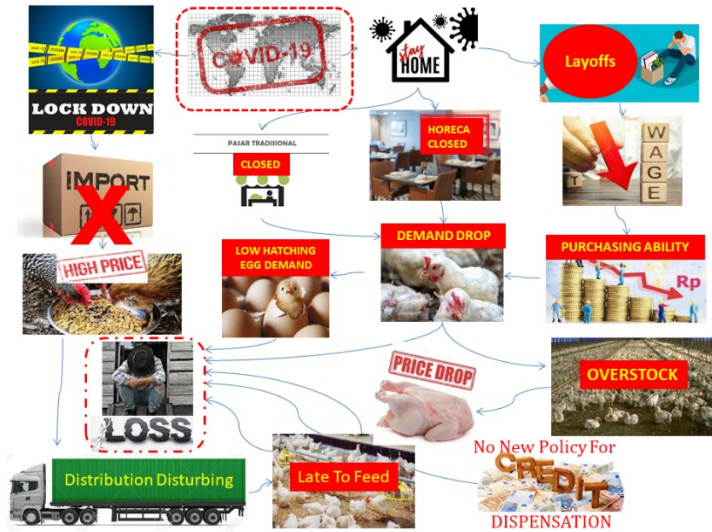 COVID-19
stay
HOME
Layoffs
LOCK DOWN
COVID-19
PASAR TRADISIONAL
CLOSED
HORECA
CLOSED
WAGE
IMPORT
X
HIGH PRICE
LOW HATCHING
EGG DEMAND
DEMAND DROP
PURCHASING ABILITY
Rp
LOSS
PRICE DROP
OVERSTOCK
Distribution Disturbing
Late To Feed
No New Policy For
CREDIT
DISPENSATION